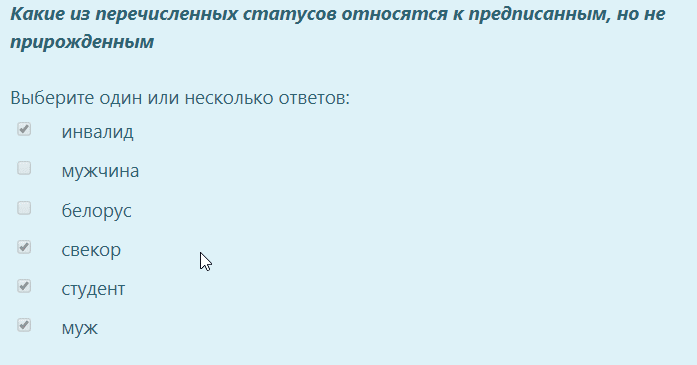 Какие из перечисленных статусов относятся к предписанным, но не
прирожденным
Выберите один или несколько ответов:
инвалид
мужчина
белорус
свекор
студент
муж